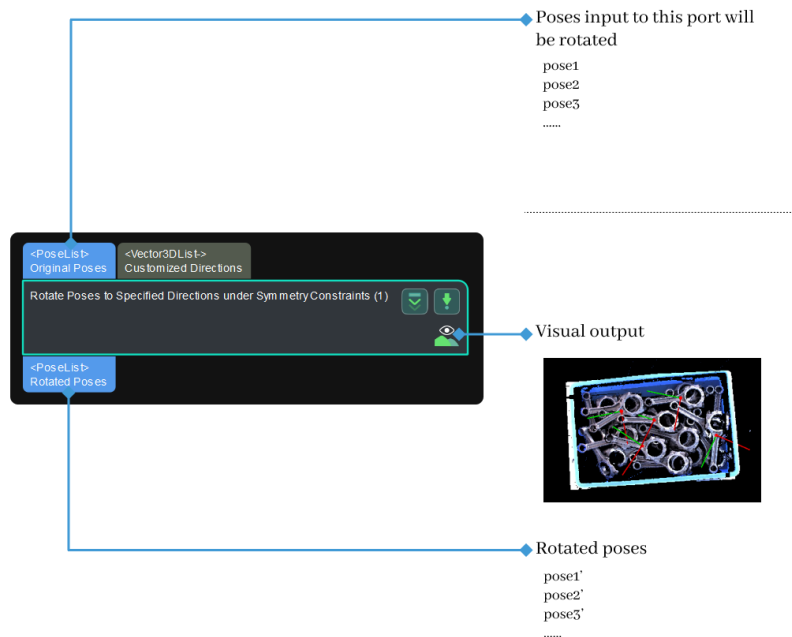 Poses input to this port will
be rotated
pose1
pose2
pose3
......
<PoseList>
Original Poses
<Vector3DList->
Customized Directions
Rotate Poses to Specified Directions under Symmetry Constraints (1)
Visual output
<PoseList>
Rotated Poses
Rotated poses
pose1’
pose2’
pose3’
......